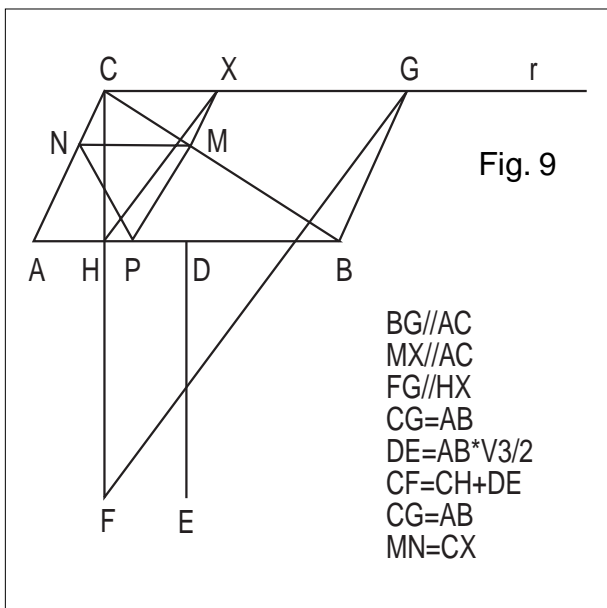 C X G r
N M
Fig. 9
A H P D B
BG//AC
MX//AC
FG//HX
CG=AB
DE=AB*V3/2
CF=CH+DE
CG=AB
MN=CX
F E